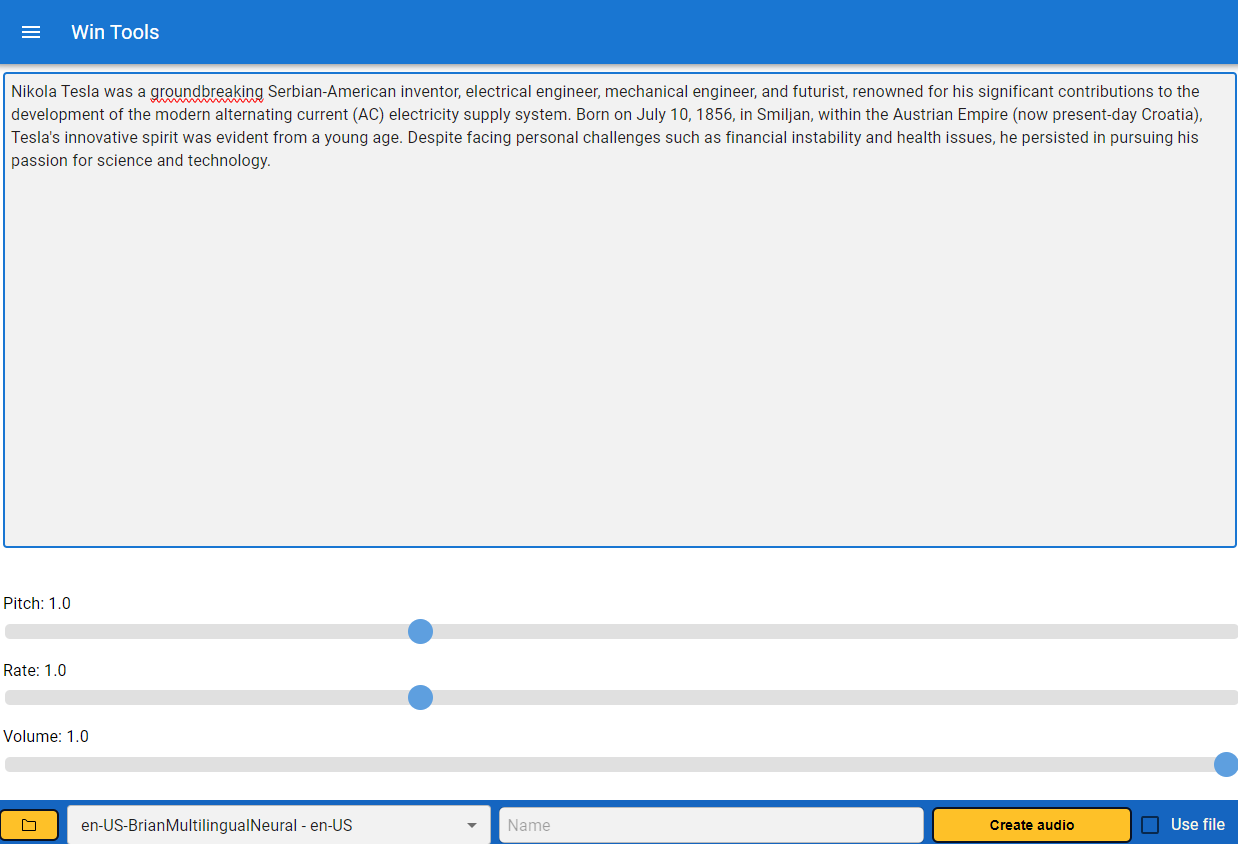 Win Tools
Nikola Tesla was a groundbreaking Serbian-American inventor, electrical engineer, mechanical engineer, and futurist, renowned for his significant contributions to the
development of the modern alternating current (AC) electricity supply system. Born on July 10, 1856, in Smiljan, within the Austrian Empire (now present-day Croatia),
Tesla's innovative spirit was evident from a young age. Despite facing personal challenges such as financial instability and health issues, he persisted in pursuing his
passion for science and technology.
Pitch: 1.0
Rate: 1.0
Volume: 1.0
en-US-BrianMultilingualNeural - en-US
Name
Create audio
Use file